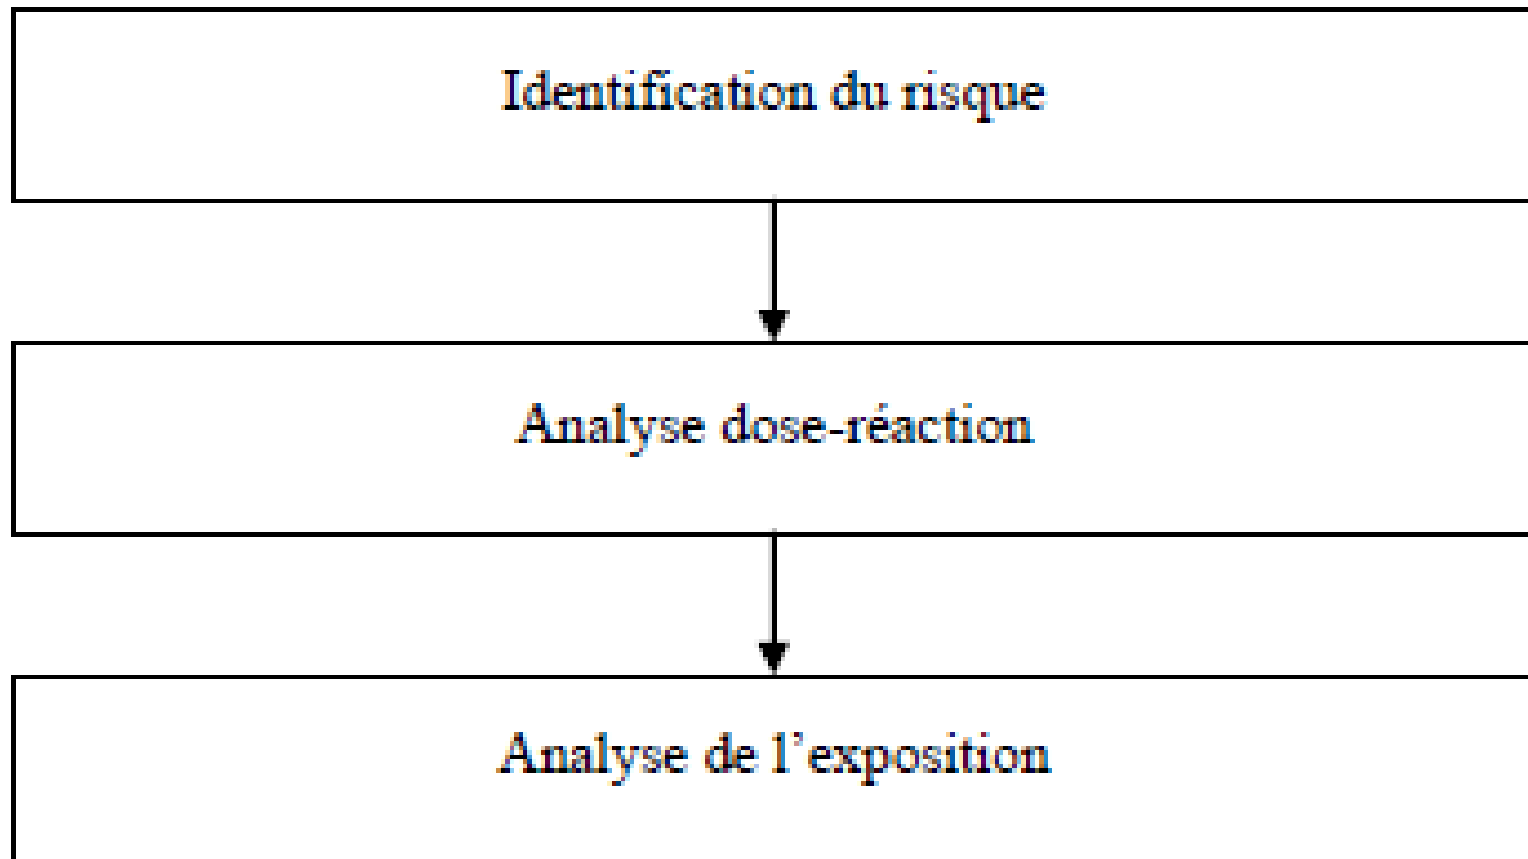 Identification du risque
Analyse dose-réaction
Analyse de l’exposition